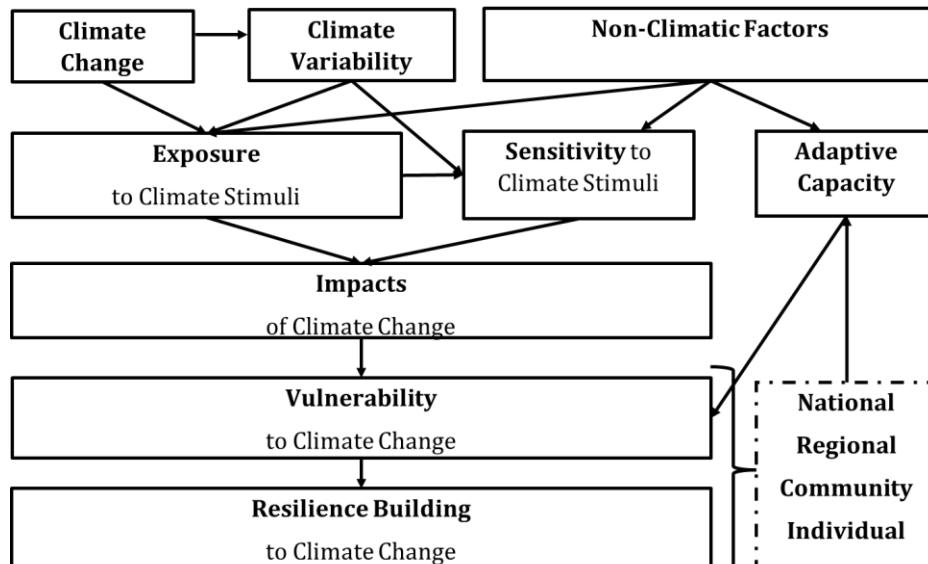 Climate
Change
Climate
Variability
Non-Climatic Factors
Exposure
to Climate Stimuli
Sensitivity to
Climate Stimuli
Adaptive
Capacity
Impacts
of Climate Change
Vulnerability
to Climate Change
Resilience Building
to Climate Change
National
Regional
Community
Individual